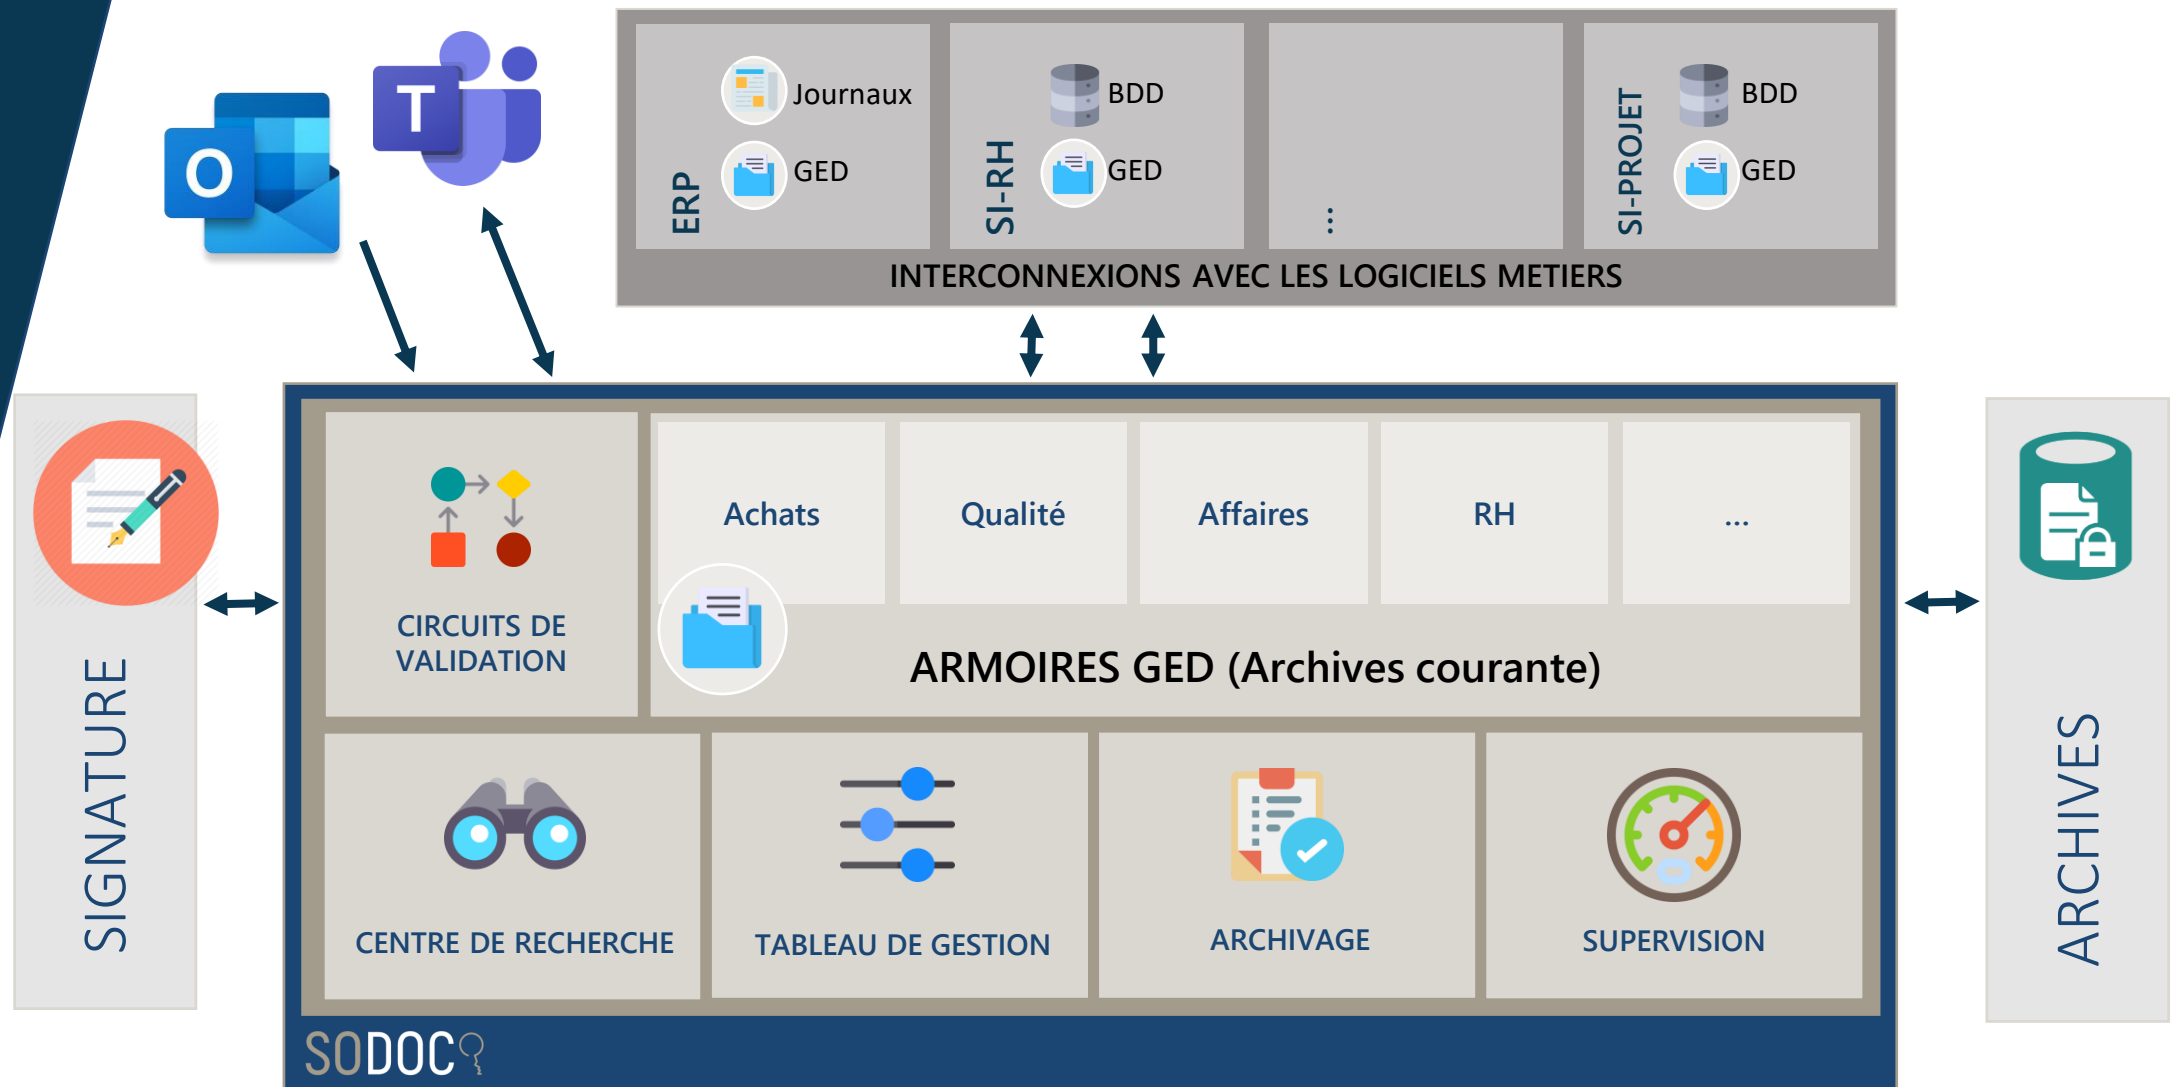 O
T
ERP
Journaux
GED
SI-RH
BDD
GED
...
SI-PROJET
BDD
GED
INTERCONNEXIONS AVEC LES LOGICIELS METIERS
SIGNATURE
CIRCUITS DE
VALIDATION
Achats
Qualité
Affaires
RH
...
ARMOIRES GED (Archives courante)
CENTRE DE RECHERCHE
TABLEAU DE GESTION
ARCHIVAGE
SUPERVISION
ARCHIVES
SODOC